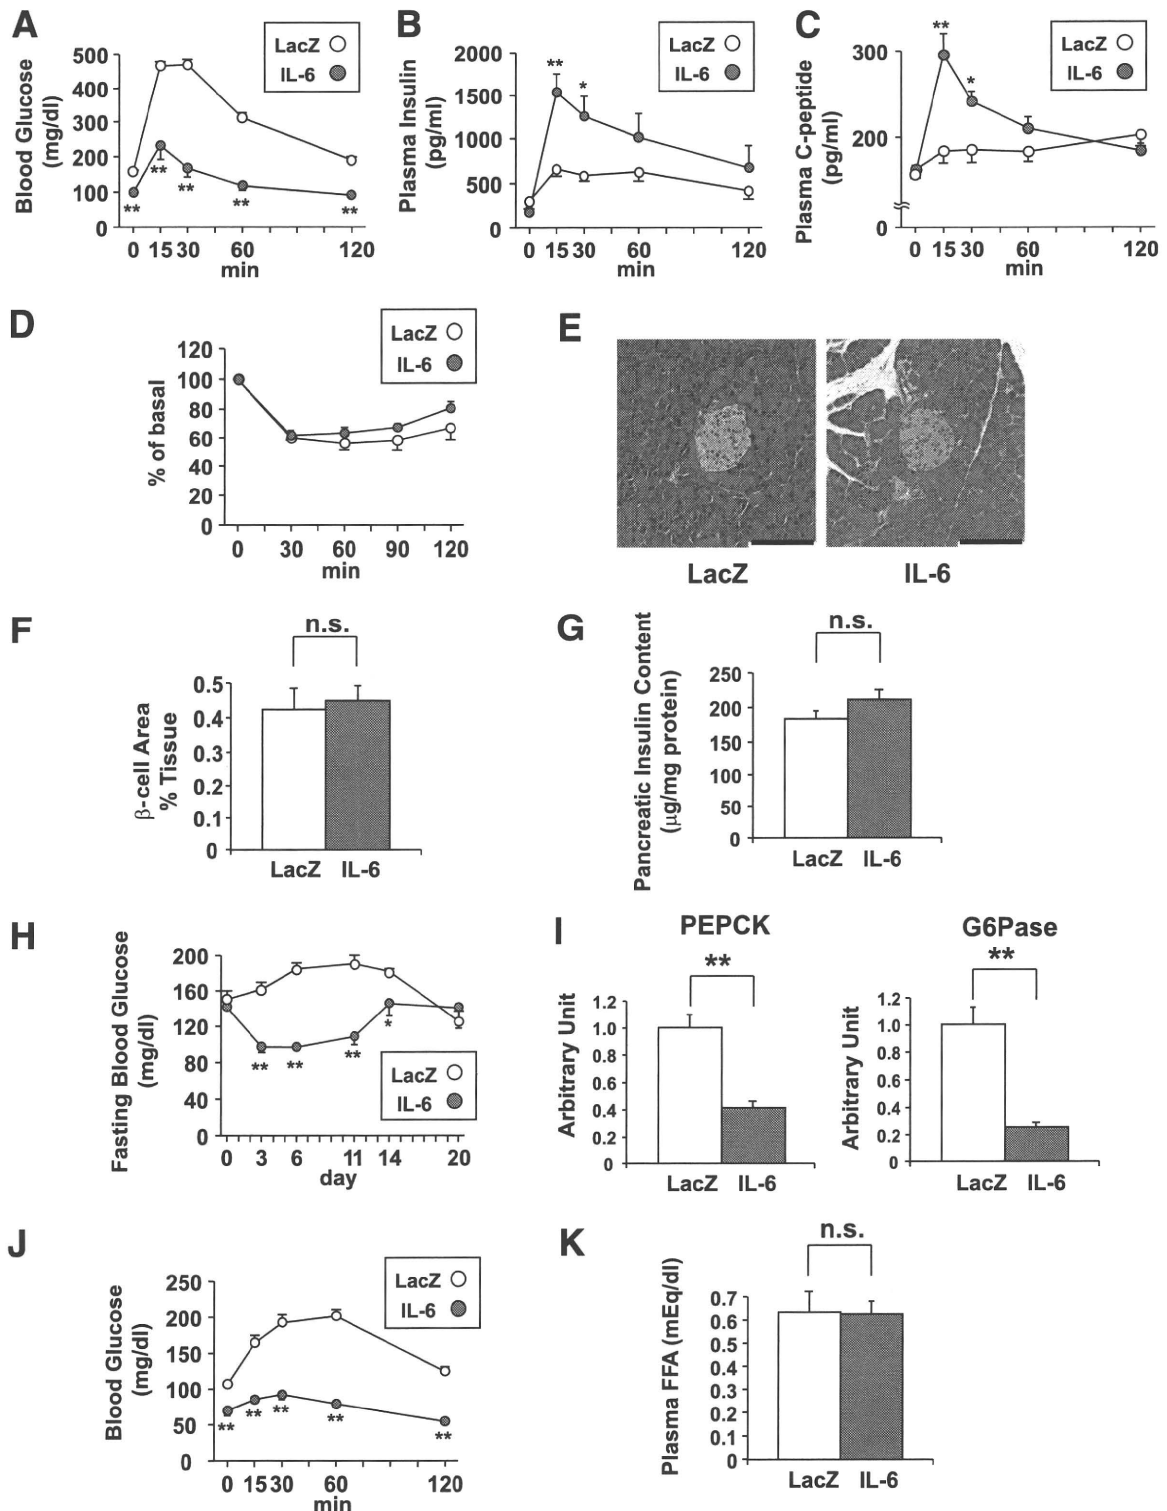 A
LacZ
IL-6
Blood Glucose
(mg/dl)
500
400
300
200
100
0
**
**
**
**
**
0 15 30 60 120
min
B
LacZ
IL-6
Plasma Insulin
(pg/ml)
2000
1500
1000
500
0
**
*
0 15 30 60 120
min
C
LacZ
IL-6
Plasma C-peptide
(pg/ml)
300
200
0
**
*
0 15 30 60 120
min
D
LacZ
IL-6
% of basal
120
100
80
60
40
20
0
0 30 60 90 120
min
E
LacZ
IL-6
F
n.s.
β-cell Area
% Tissue
0.5
0.4
0.3
0.2
0.1
0
LacZ IL-6
G
n.s.
Pancreatic Insulin Content
(μg/mg protein)
250
200
150
100
50
0
LacZ IL-6
H
Fasting Blood Glucose
(mg/dl)
200
160
120
80
40
0
**
**
**
*
LacZ
IL-6
0 3 6 11 14 20
day
I
PEPCK
**
Arbitrary Unit
1.2
1.0
0.8
0.6
0.4
0.2
0
LacZ IL-6
G6Pase
**
Arbitrary Unit
1.2
1.0
0.8
0.6
0.4
0.2
0
LacZ IL-6
J
LacZ
IL-6
Blood Glucose
(mg/dl)
250
200
150
100
50
0
**
**
**
**
**
0 15 30 60 120
min
K
n.s.
Plasma FFA (mEq/dl)
0.7
0.6
0.5
0.4
0.3
0.2
0.1
0
LacZ IL-6